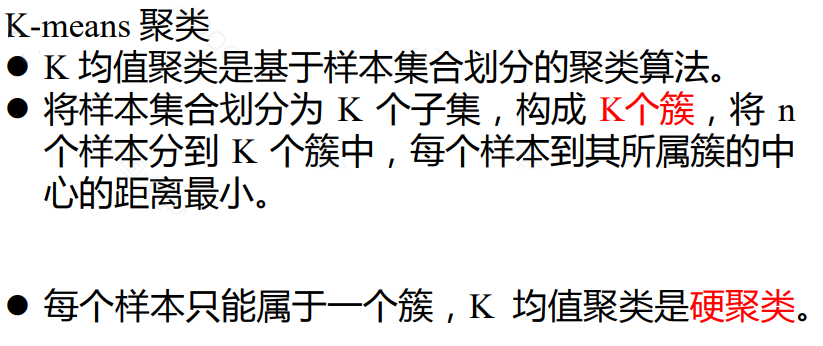 K-means 聚类
● K 均值聚类是基于样本集合划分的聚类算法。
● 将样本集合划分为 K 个子集，构成 K个簇，将 n
个样本分到 K 个簇中，每个样本到其所属簇的中
心的距离最小。
● 每个样本只能属于一个簇，K 均值聚类是硬聚类。